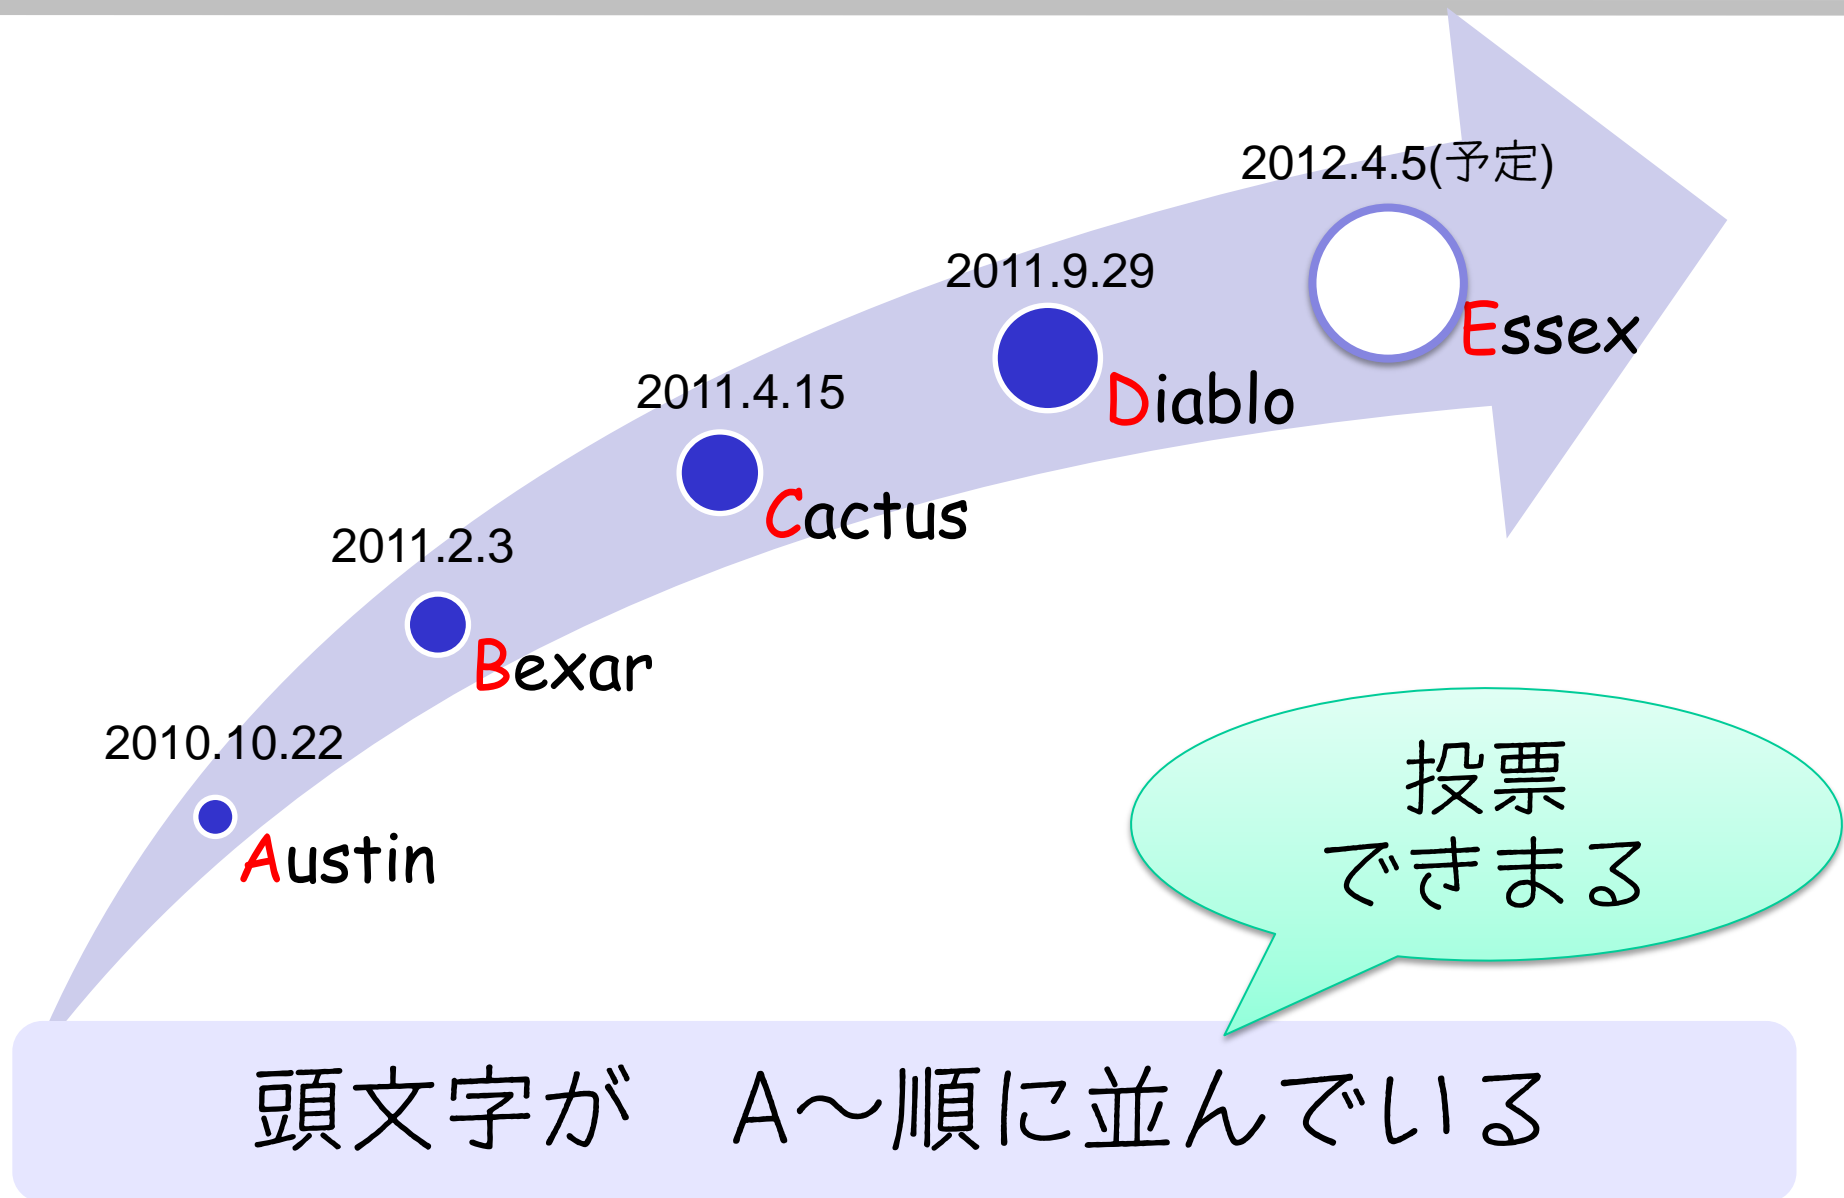 2012.4.5(予定)
Essex
2011.9.29
Diablo
2011.4.15
Cactus
2011.2.3
Bexar
2010.10.22
Austin
投票
できまる
頭文字が　A～順に並んでいる